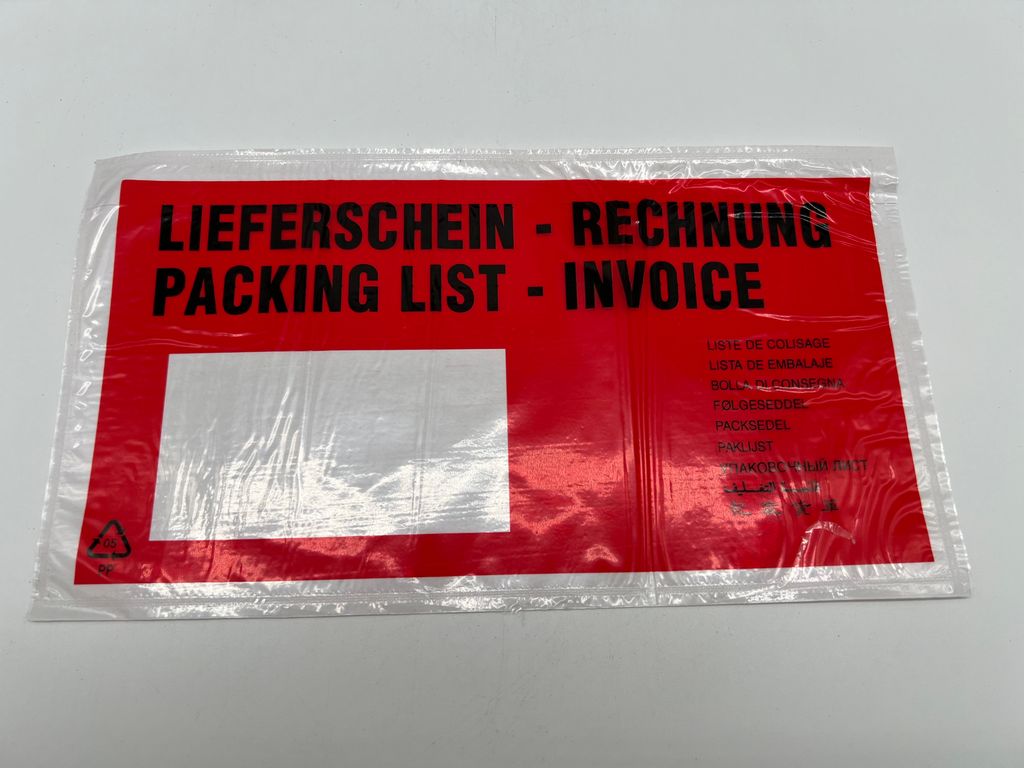 LIEFERSCHEIN - RECHNUNG
PACKING LIST - INVOICE
LISTE DE COLISAGE
LISTA DE EMBALAJE
BOLLA DI CONSEGNA
FØLGESEDDEL
PACKSEDEL
PAKLIJST
УПАКОВОЧНЫЙ ЛИСТ
05
PP